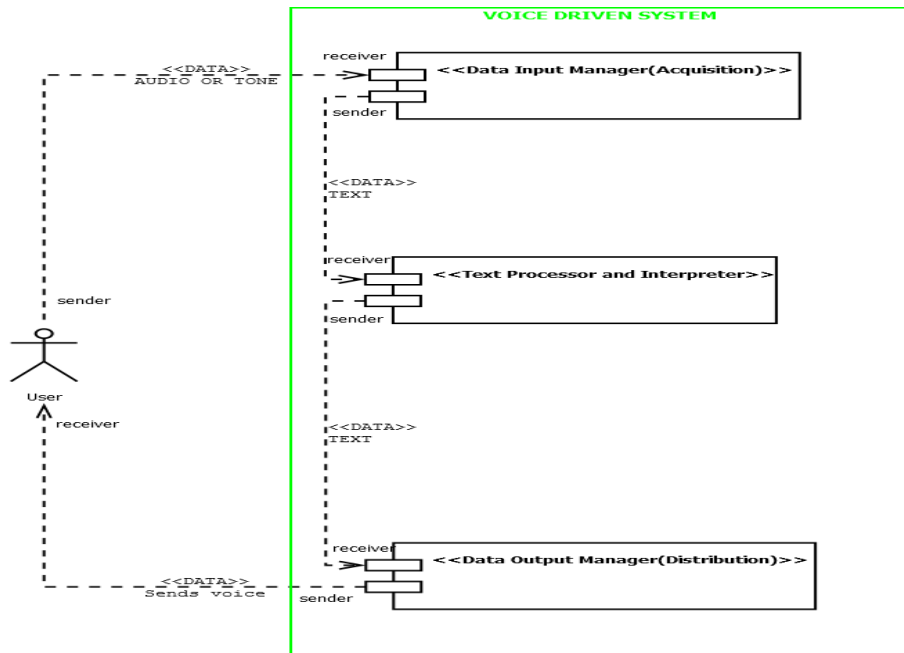 VOICE DRIVEN SYSTEM
receiver
<<DATA>>
<<Data Input Manager(Acquisition)>>
AUDIO OR TONE
sender
<<DATA>>
TEXT
receiver
<<Text Processor and Interpreter>>
sender
sender
User
receiver
<<DATA>>
TEXT
receiver
<<Data Output Manager(Distribution)>>
<<DATA>>
Sends voice
sender